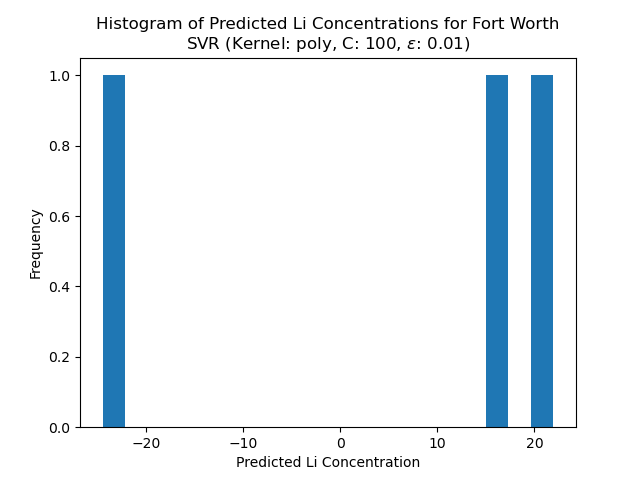 Histogram of Predicted Li Concentrations for Fort Worth
SVR (Kernel: poly, C: 100, ε: 0.01)
1.0
0.8
0.6
0.4
0.2
0.0
Frequency
−20
−10
0
10
20
Predicted Li Concentration